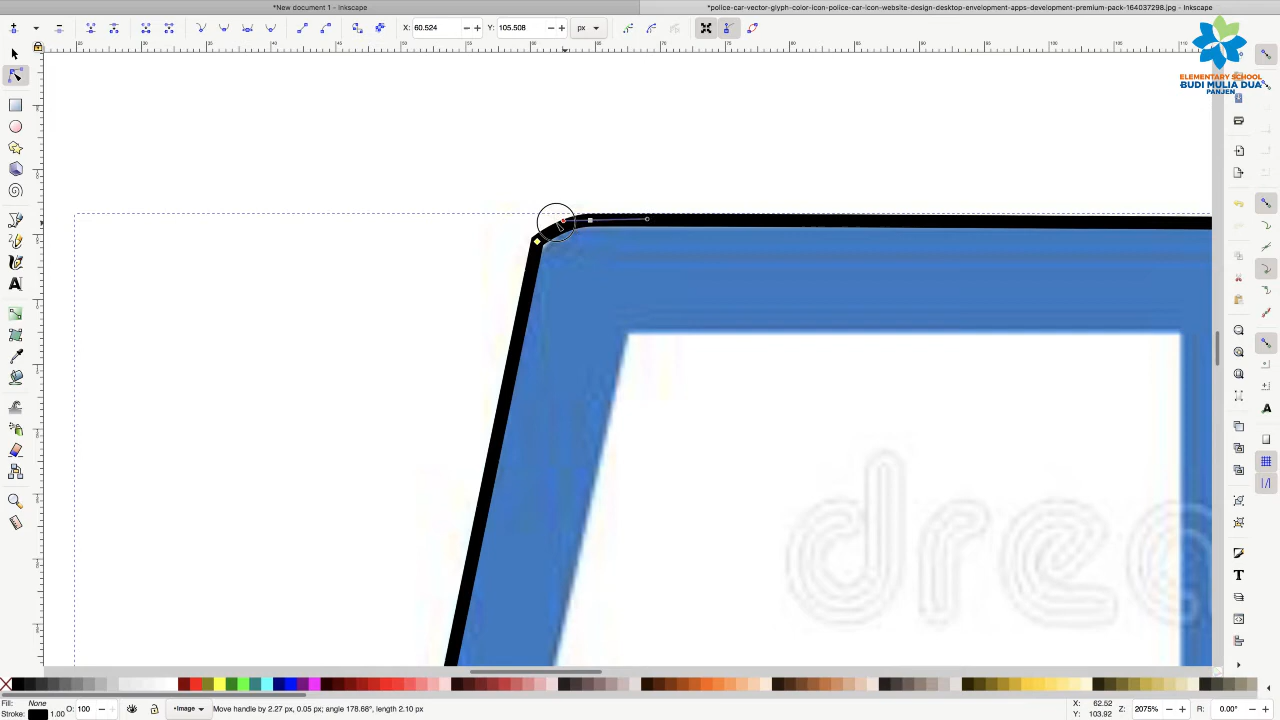 *New document 1 - Inkscape
*police-car-vector-glyph-color-icon-police-car-icon-website-design-desktop-envelopment-apps-development-premium-pack-164037298.jpg - Inkscape
X: 60.524 Y: 105.508 px
ELEMENTARY SCHOOL
BUDI MULIA DUA
PANJEN
drea
Fill: None
Stroke: 1.00
O: 100
Image
Move handle by 2.27 px, 0.05 px; angle 178.68°, length 2.10 px
X: 62.52
Y: 103.92
Z: 2075%
R: 0.00°